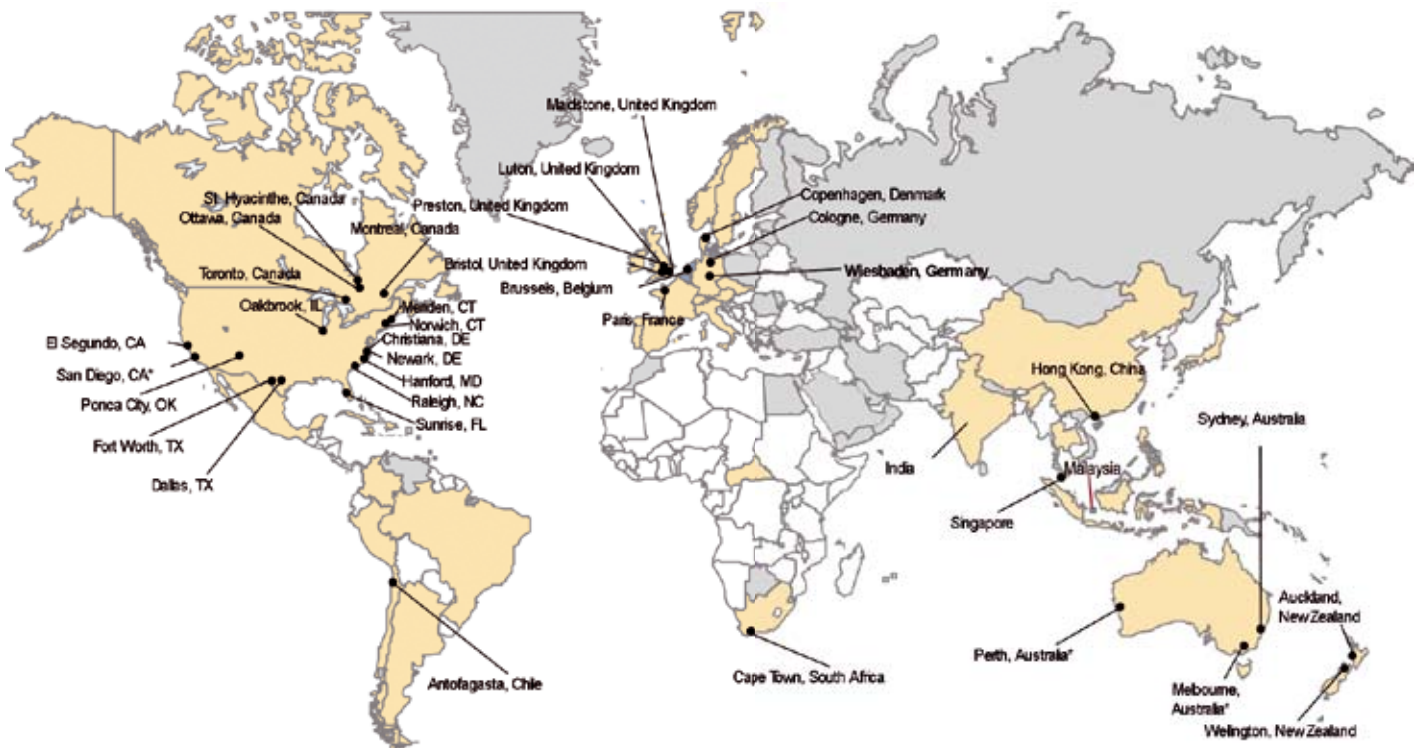 Maidstone, United Kingdom
Luton, United Kingdom
Preston, United Kingdom
Bristol, United Kingdom
Brussels, Belgium
Paris, France
Copenhagen, Denmark
Cologne, Germany
Wiesbaden, Germany
St. Hyacinthe, Canada
Ottawa, Canada
Montreal, Canada
Toronto, Canada
Oakbrook, IL
Meriden, CT
Norwich, CT
Christiana, DE
Newark, DE
Hanford, MD
Raleigh, NC
Sunrise, FL
El Segundo, CA
San Diego, CA*
Ponca City, OK
Fort Worth, TX
Dallas, TX
Antofagasta, Chile
Cape Town, South Africa
Hong Kong, China
India
Malaysia
Singapore
Sydney, Australia
Perth, Australia*
Melbourne,
Australia*
Auckland,
New Zealand
Welington, New Zealand